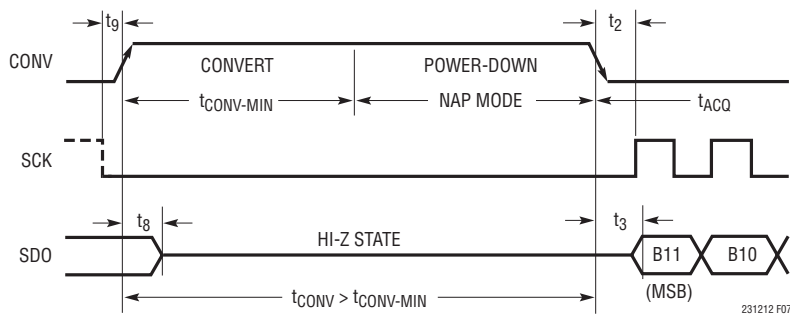 t9
t2
CONV
CONVERT
POWER-DOWN
tCONV-MIN
NAP MODE
tACQ
SCK
t8
HI-Z STATE
t3
SDO
B11
B10
(MSB)
tCONV > tCONV-MIN
231212 F07